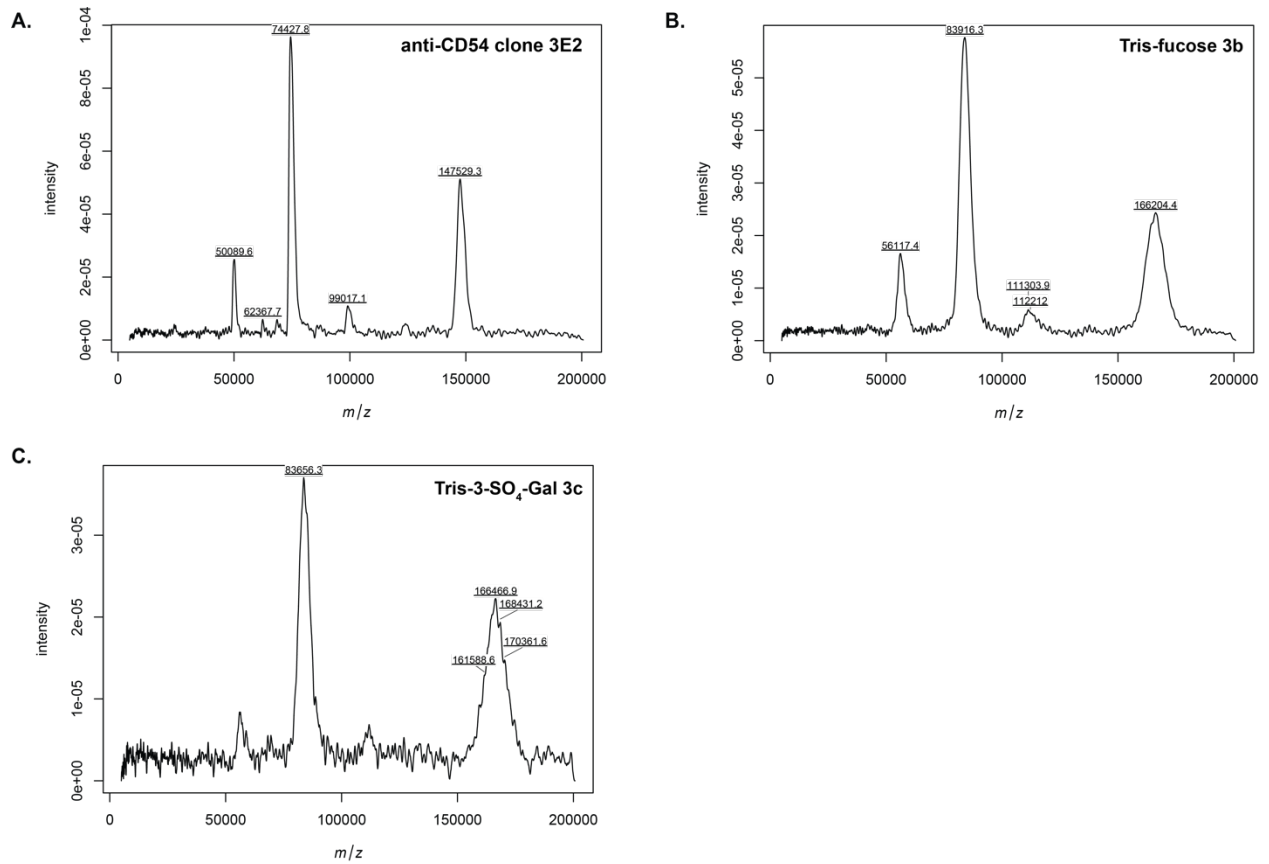 A.
anti-CD54 clone 3E2
intensity
0e+00
2e-05
4e-05
6e-05
8e-05
1e-04
50089.6
62367.7
74427.8
99017.1
147529.3
0
50000
100000
150000
200000
m/z
B.
Tris-fucose 3b
intensity
0e+00
1e-05
2e-05
3e-05
4e-05
5e-05
56117.4
83916.3
111303.9
112212
166204.4
0
50000
100000
150000
200000
m/z
C.
Tris-3-SO₄-Gal 3c
intensity
0e+00
1e-05
2e-05
3e-05
83656.3
166466.9
168431.2
170361.6
161588.6
0
50000
100000
150000
200000
m/z